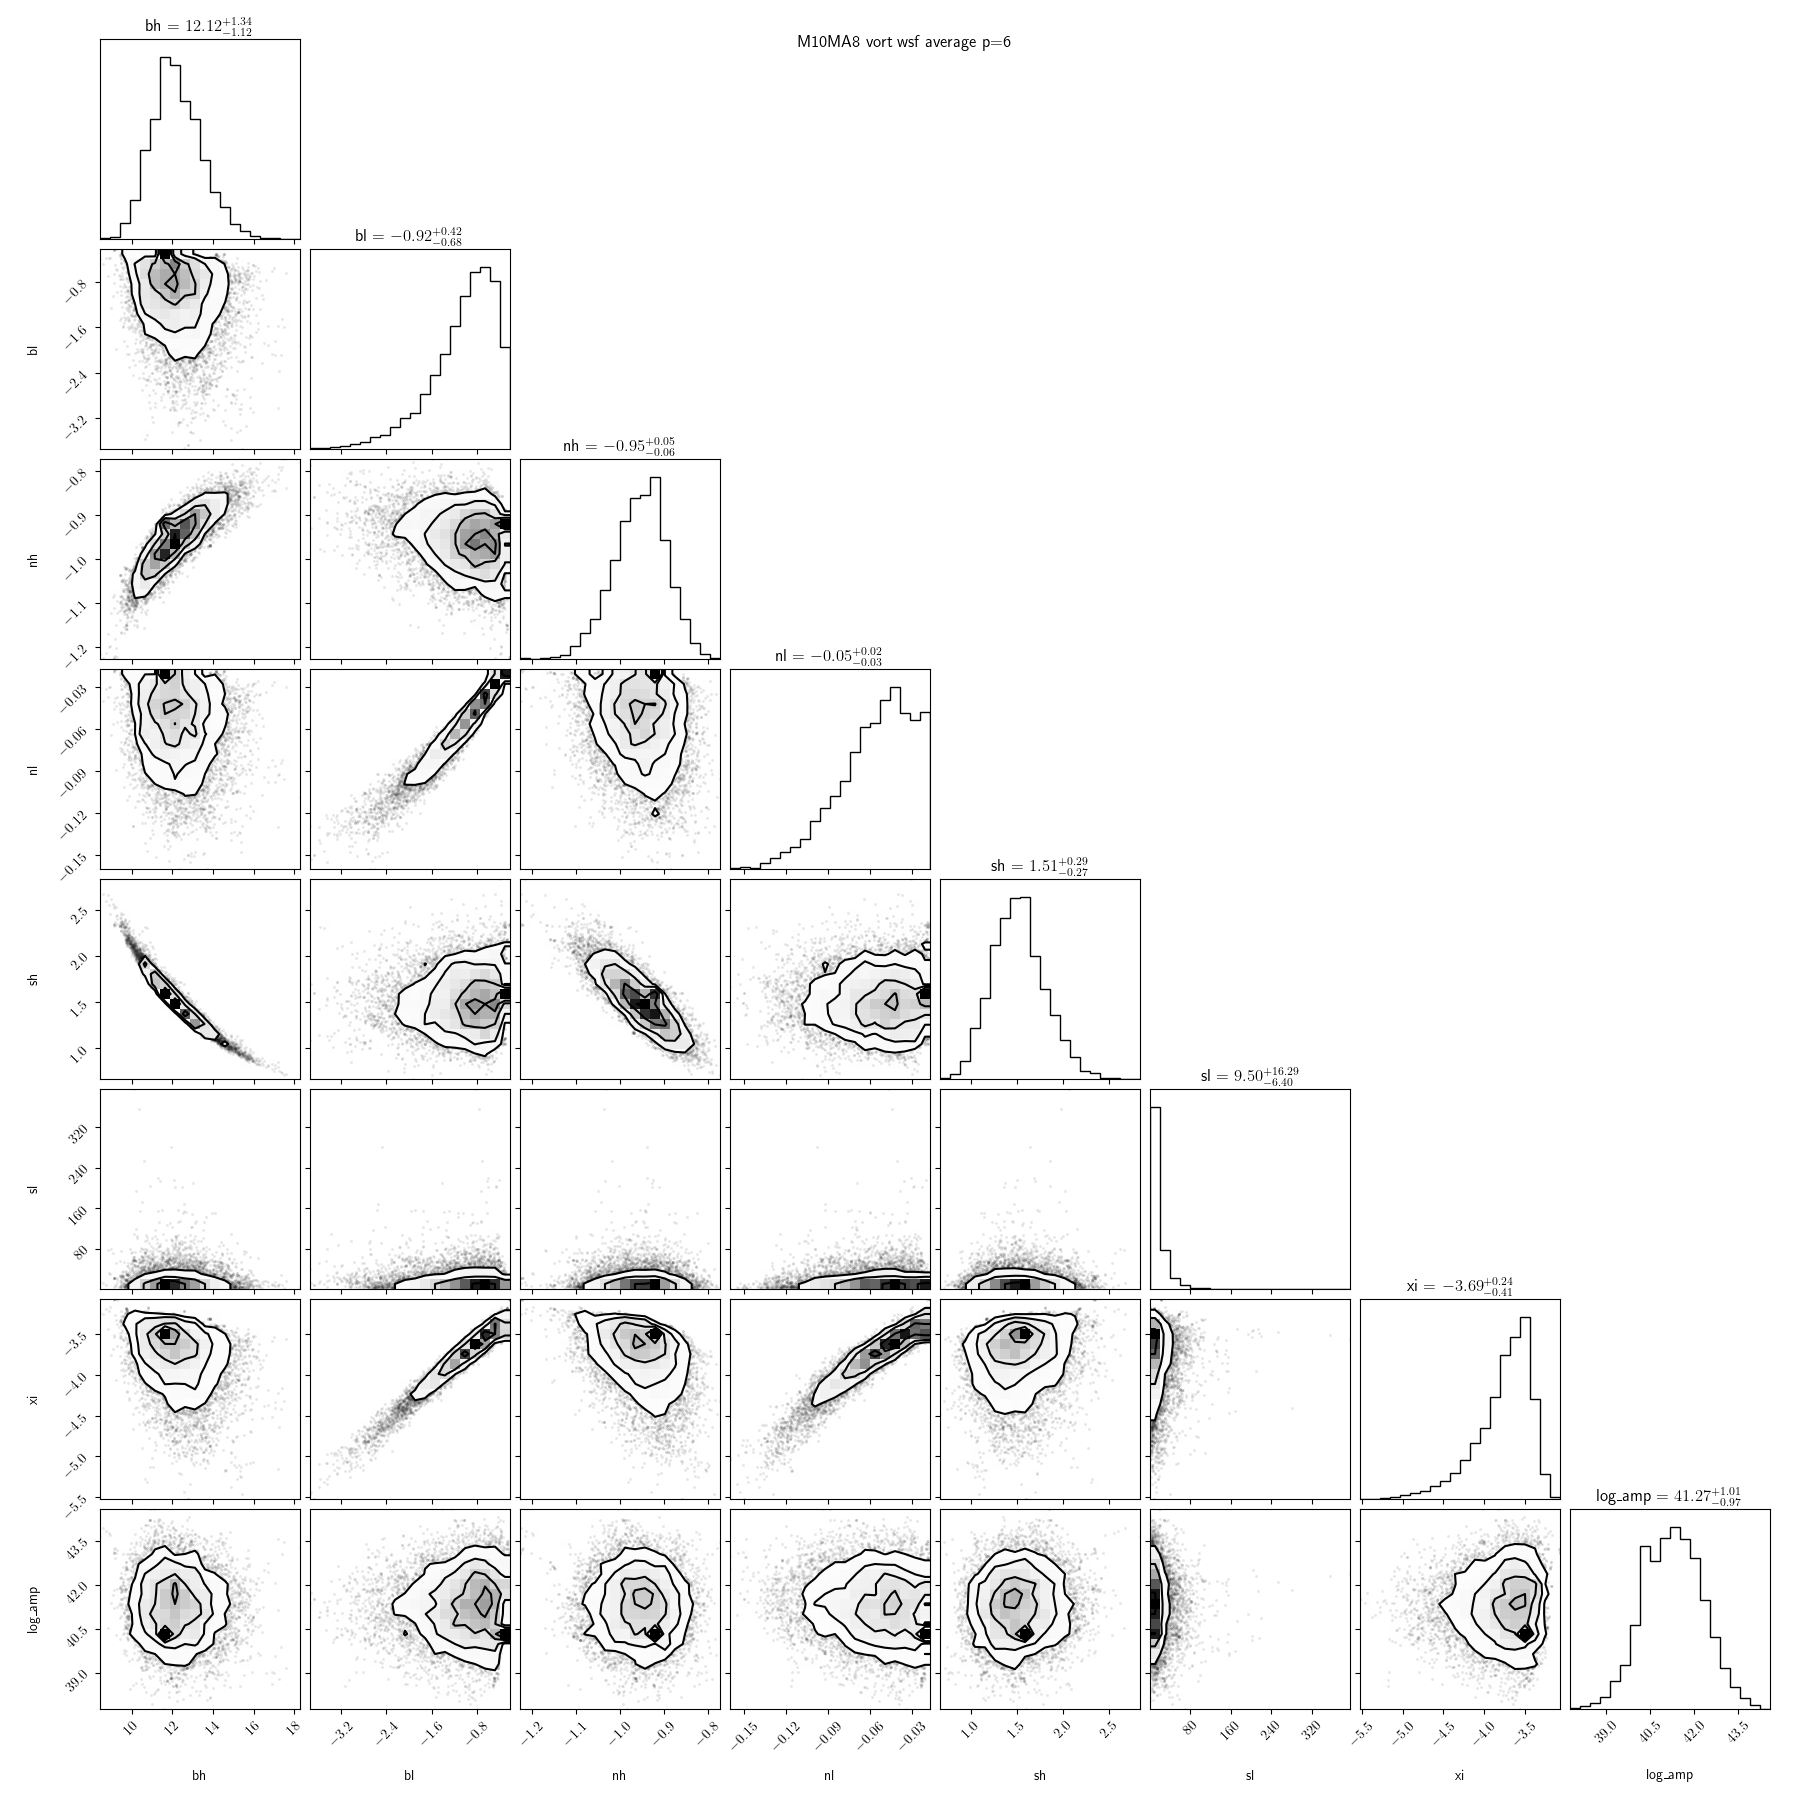 M10MA8 vort wsf average p=6
bh = 12.12^{+1.34}_{-1.12}
bl = −0.92^{+0.42}_{-0.68}
nh = −0.95^{+0.05}_{-0.06}
nl = −0.05^{+0.02}_{-0.03}
sh = 1.51^{+0.29}_{-0.27}
sl = 9.50^{+16.29}_{-6.40}
xi = −3.69^{+0.24}_{-0.41}
log_amp = 41.27^{+1.01}_{-0.97}
bl
−0.8
−1.6
−2.4
−3.2
nh
−0.8
−0.9
−1.0
−1.1
−1.2
nl
−0.03
−0.06
−0.09
−0.12
−0.15
sh
2.5
2.0
1.5
1.0
sl
320
240
160
80
xi
−3.5
−4.0
−4.5
−5.0
−5.5
log_amp
43.5
42.0
40.5
39.0
10 12 14 16 18
−3.2 −2.4 −1.6 −0.8
−1.2 −1.1 −1.0 −0.9 −0.8
−0.15 −0.12 −0.09 −0.06 −0.03
1.0 1.5 2.0 2.5
80 160 240 320
−5.5 −5.0 −4.5 −4.0 −3.5
39.0 40.5 42.0 43.5
bh bl nh nl sh sl xi log_amp